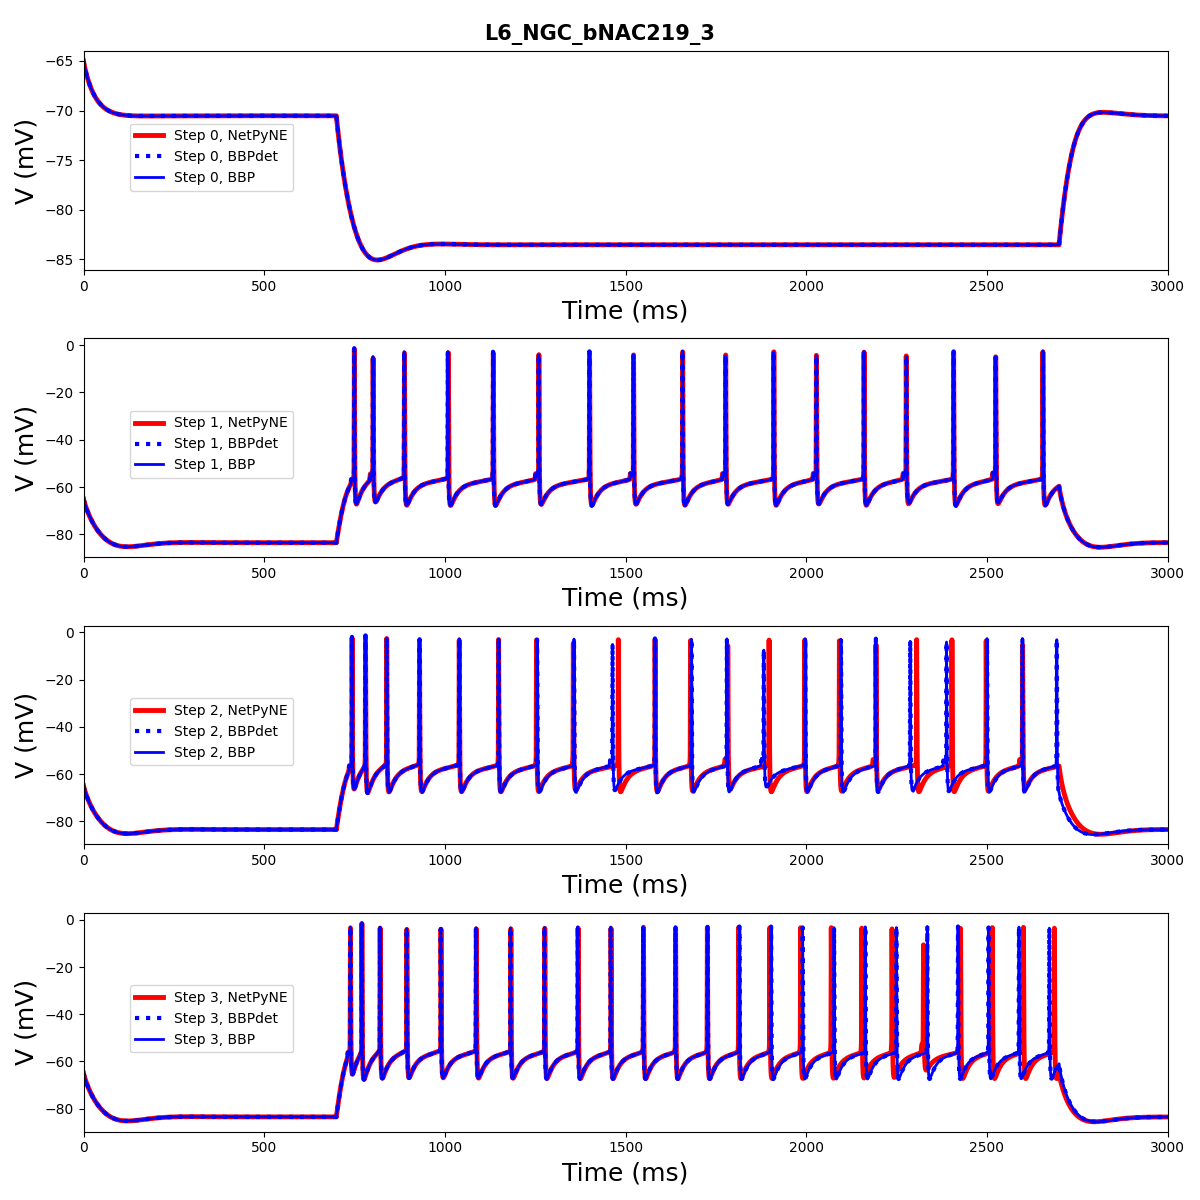 L6_NGC_bNAC219_3
V (mV)
−65
−70
−75
−80
−85
Step 0, NetPyNE
Step 0, BBPdet
Step 0, BBP
0 500 1000 1500 2000 2500 3000
Time (ms)
V (mV)
0
−20
−40
−60
−80
Step 1, NetPyNE
Step 1, BBPdet
Step 1, BBP
0 500 1000 1500 2000 2500 3000
Time (ms)
V (mV)
0
−20
−40
−60
−80
Step 2, NetPyNE
Step 2, BBPdet
Step 2, BBP
0 500 1000 1500 2000 2500 3000
Time (ms)
V (mV)
0
−20
−40
−60
−80
Step 3, NetPyNE
Step 3, BBPdet
Step 3, BBP
0 500 1000 1500 2000 2500 3000
Time (ms)